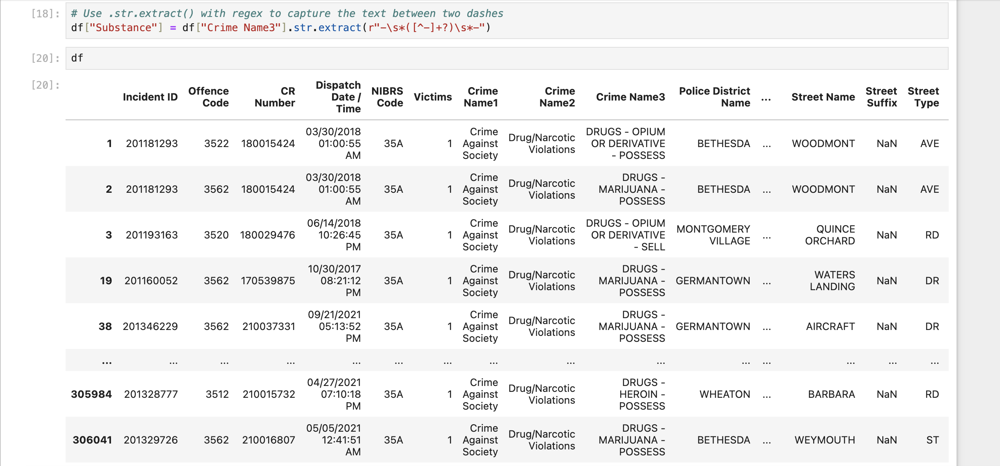 [18]: # Use .str.extract() with regex to capture the text between two dashes
df["Substance"] = df["Crime Name3"].str.extract(r"-\s*([^-]+?)\s*-")
[20]: df
[20]:
Incident ID Offence Code CR Number Dispatch Date / Time NIBRS Code Victims Crime Name1 Crime Name2 Crime Name3 Police District Name ... Street Name Street Suffix Street Type
1 201181293 3522 180015424 03/30/2018 01:00:55 AM 35A 1 Crime Against Society Drug/Narcotic Violations DRUGS - OPIUM OR DERIVATIVE - POSSESS BETHESDA ... WOODMONT NaN AVE
2 201181293 3562 180015424 03/30/2018 01:00:55 AM 35A 1 Crime Against Society Drug/Narcotic Violations DRUGS - MARIJUANA - POSSESS BETHESDA ... WOODMONT NaN AVE
3 201193163 3520 180029476 06/14/2018 10:26:45 PM 35A 1 Crime Against Society Drug/Narcotic Violations DRUGS - OPIUM OR DERIVATIVE - SELL MONTGOMERY VILLAGE ... QUINCE ORCHARD NaN RD
19 201160052 3562 170539875 10/30/2017 08:21:12 PM 35A 1 Crime Against Society Drug/Narcotic Violations DRUGS - MARIJUANA - POSSESS GERMANTOWN ... WATERS LANDING NaN DR
38 201346229 3562 210037331 09/21/2021 05:13:52 PM 35A 1 Crime Against Society Drug/Narcotic Violations DRUGS - MARIJUANA - POSSESS GERMANTOWN ... AIRCRAFT NaN DR
... ... ... ... ... ... ... ... ... ... ... ... ... ... ...
305984 201328777 3512 210015732 04/27/2021 07:10:18 PM 35A 1 Crime Against Society Drug/Narcotic Violations DRUGS - HEROIN - POSSESS WHEATON ... BARBARA NaN RD
306041 201329726 3562 210016807 05/05/2021 12:41:51 AM 35A 1 Crime Against Society Drug/Narcotic Violations DRUGS - MARIJUANA - POSSESS BETHESDA ... WEYMOUTH NaN ST